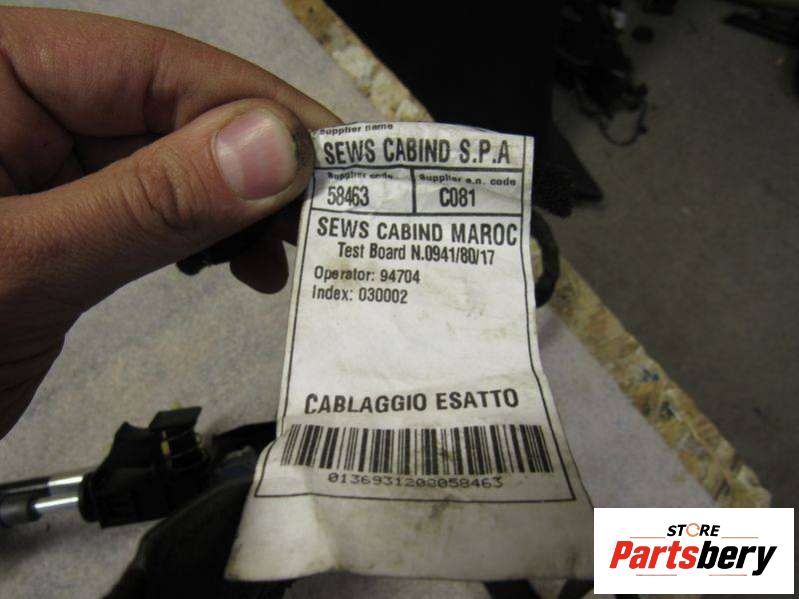 Supplier name
SEWS CABIND S.P.A
Supplier code
Supplier s.n. code
58463
C081
SEWS CABIND MAROC
Test Board N.0941/80/17
Operator: 94704
Index: 030002
CABLAGGIO ESATTO
0136931208058463
STORE
Partsbery